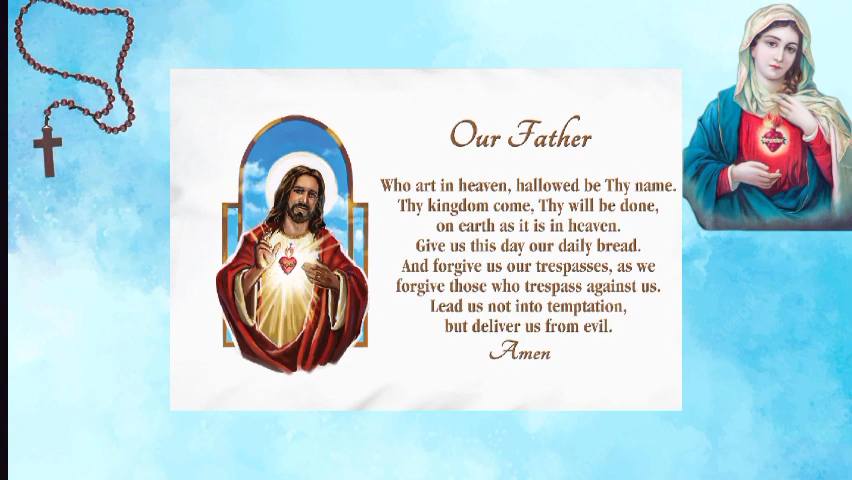 Our Father
Who art in heaven, hallowed be Thy name.
Thy kingdom come, Thy will be done,
on earth as it is in heaven.
Give us this day our daily bread.
And forgive us our trespasses, as we
forgive those who trespass against us.
Lead us not into temptation,
but deliver us from evil.
Amen